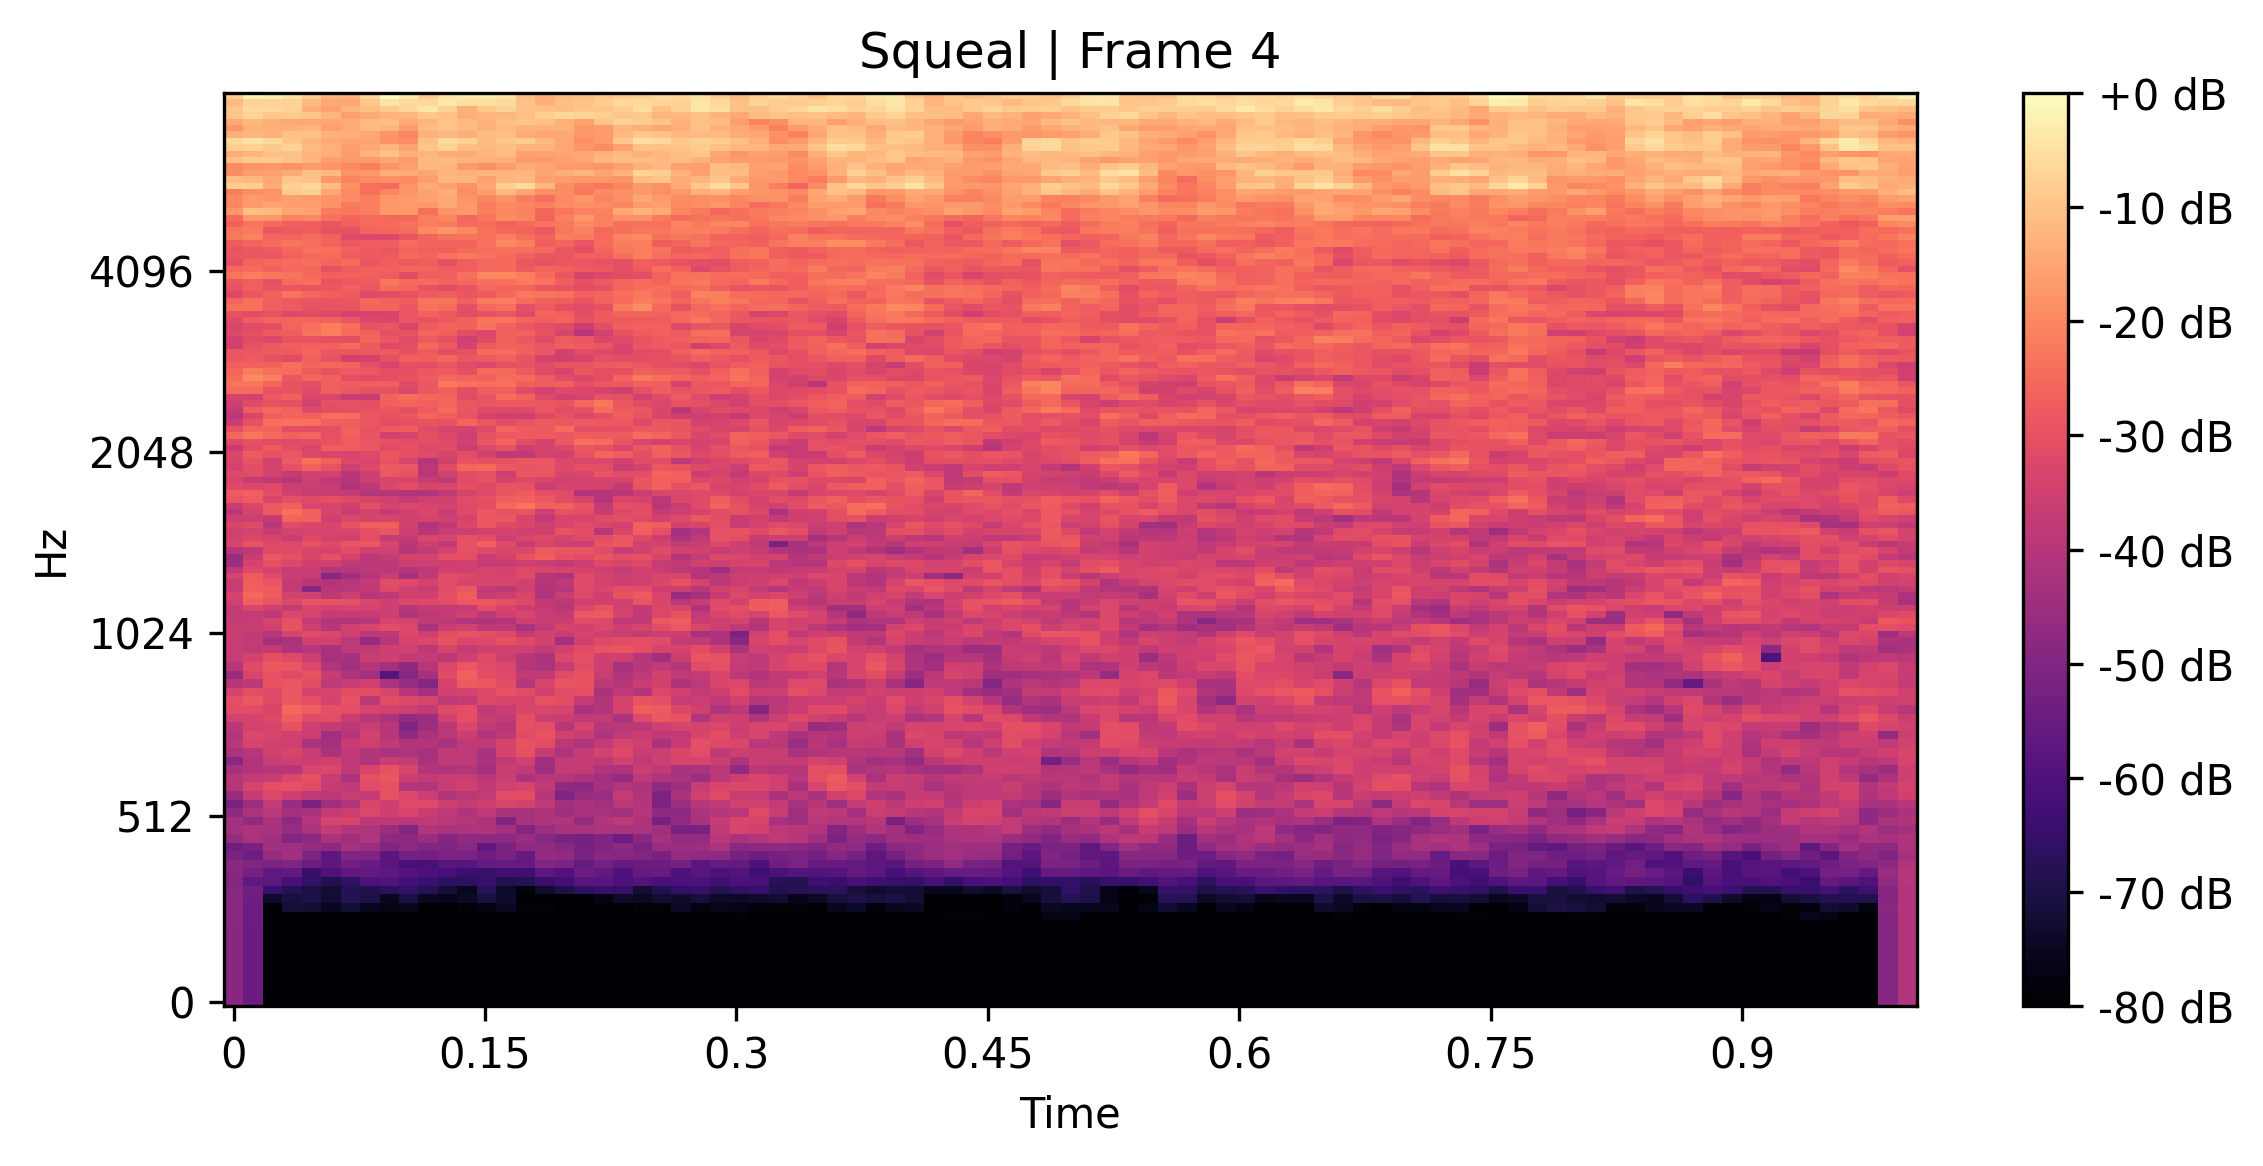 Squeal | Frame 4
Hz
4096
2048
1024
512
0
0 0.15 0.3 0.45 0.6 0.75 0.9
Time
+0 dB
-10 dB
-20 dB
-30 dB
-40 dB
-50 dB
-60 dB
-70 dB
-80 dB